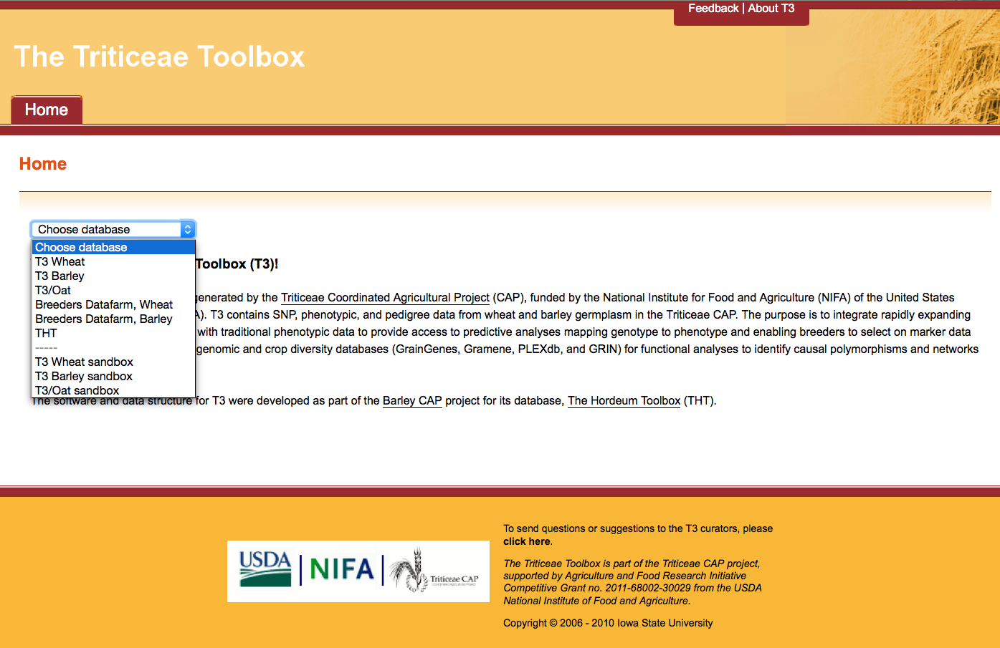 Feedback | About T3
The Triticeae Toolbox
Home
Home
Choose database
Choose database
T3 Wheat
T3 Barley
T3/Oat
Breeders Datafarm, Wheat
Breeders Datafarm, Barley
THT
-----
T3 Wheat sandbox
T3 Barley sandbox
T3/Oat sandbox
Toolbox (T3)!
generated by the Triticeae Coordinated Agricultural Project (CAP), funded by the National Institute for Food and Agriculture (NIFA) of the United States
A). T3 contains SNP, phenotypic, and pedigree data from wheat and barley germplasm in the Triticeae CAP. The purpose is to integrate rapidly expanding
with traditional phenotypic data to provide access to predictive analyses mapping genotype to phenotype and enabling breeders to select on marker data
genomic and crop diversity databases (GrainGenes, Gramene, PLEXdb, and GRIN) for functional analyses to identify causal polymorphisms and networks
The software and data structure for T3 were developed as part of the Barley CAP project for its database, The Hordeum Toolbox (THT).
USDA | NIFA | Triticeae CAP
To send questions or suggestions to the T3 curators, please
click here.
The Triticeae Toolbox is part of the Triticeae CAP project,
supported by Agriculture and Food Research Initiative
Competitive Grant no. 2011-68002-30029 from the USDA
National Institute of Food and Agriculture.
Copyright © 2006 - 2010 Iowa State University